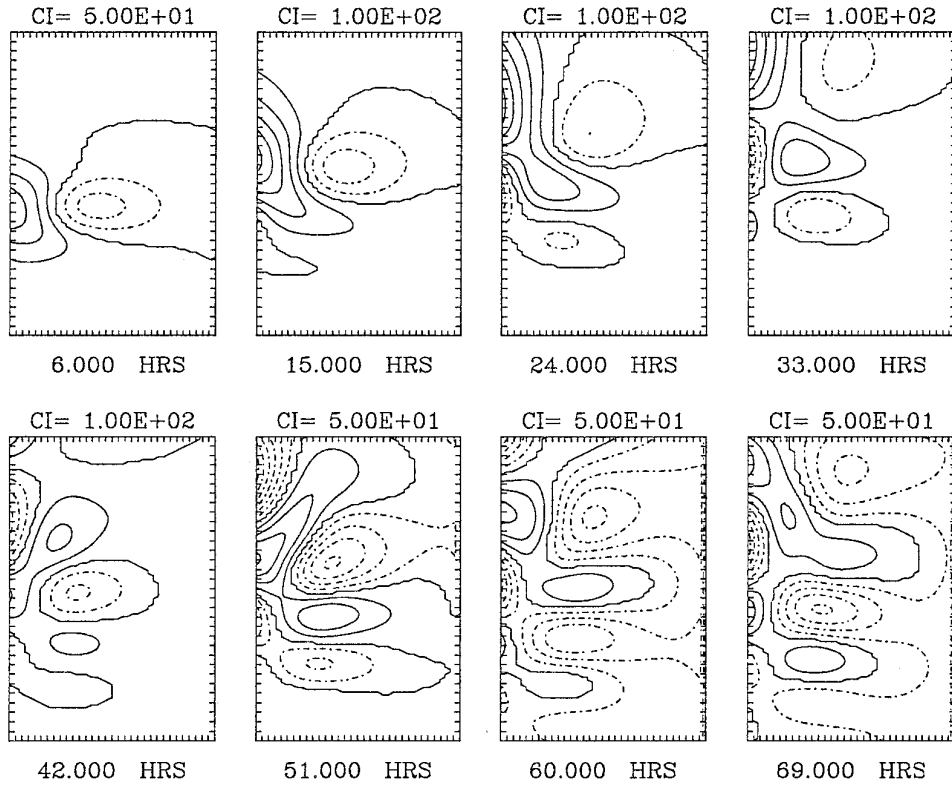 CI= 5.00E+01
CI= 1.00E+02
CI= 1.00E+02
CI= 1.00E+02
6.000 HRS
15.000 HRS
24.000 HRS
33.000 HRS
CI= 1.00E+02
CI= 5.00E+01
CI= 5.00E+01
CI= 5.00E+01
42.000 HRS
51.000 HRS
60.000 HRS
69.000 HRS